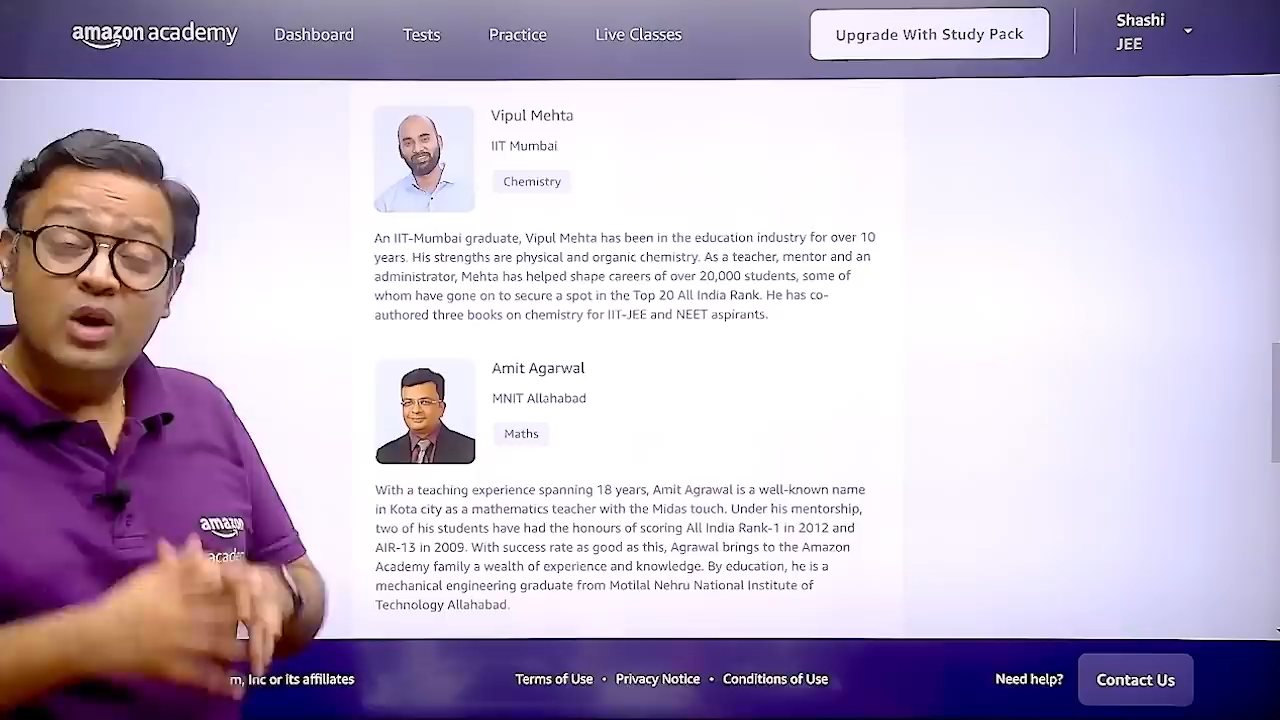 amazon academy
Dashboard
Tests
Practice
Live Classes
Upgrade With Study Pack
Shashi
JEE
Vipul Mehta
IIT Mumbai
Chemistry
An IIT-Mumbai graduate, Vipul Mehta has been in the education industry for over 10
years. His strengths are physical and organic chemistry. As a teacher, mentor and an
administrator, Mehta has helped shape careers of over 20,000 students, some of
whom have gone on to secure a spot in the Top 20 All India Rank. He has co-
authored three books on chemistry for IIT-JEE and NEET aspirants.
Amit Agarwal
MNIT Allahabad
Maths
With a teaching experience spanning 18 years, Amit Agrawal is a well-known name
in Kota city as a mathematics teacher with the Midas touch. Under his mentorship,
two of his students have had the honours of scoring All India Rank-1 in 2012 and
AIR-13 in 2009. With success rate as good as this, Agrawal brings to the Amazon
Academy family a wealth of experience and knowledge. By education, he is a
mechanical engineering graduate from Motilal Nehru National Institute of
Technology Allahabad.
amazon
academ
m, Inc or its affiliates
Terms of Use • Privacy Notice • Conditions of Use
Need help?
Contact Us